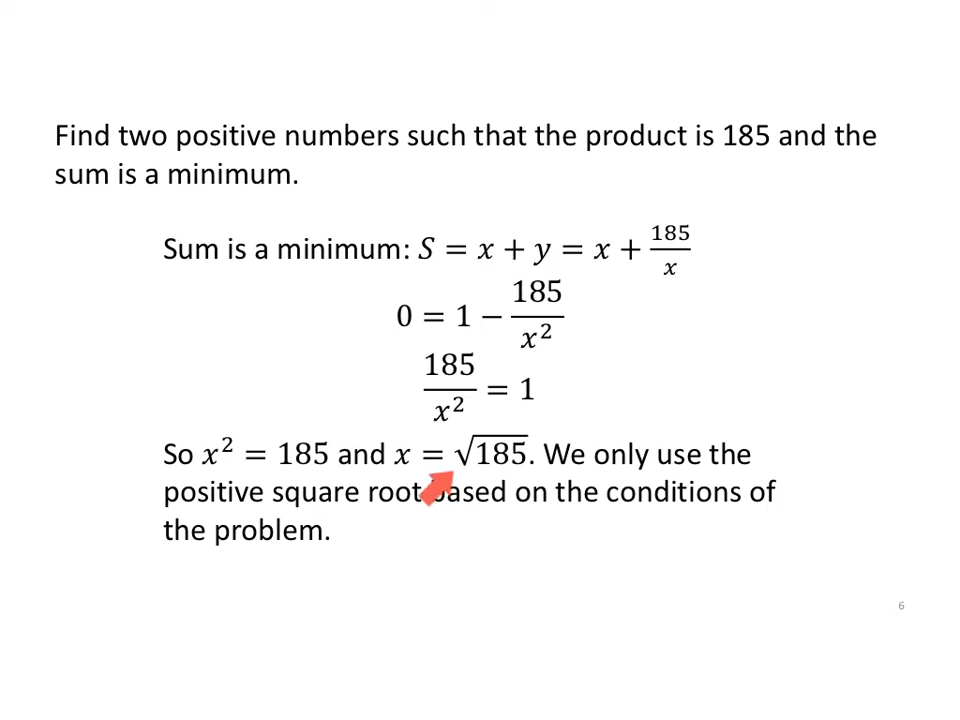 Find two positive numbers such that the product is 185 and the
sum is a minimum.
Sum is a minimum: 𝑆 = 𝑥 + 𝑦 = 𝑥 + 185/𝑥
0 = 1 − 185/𝑥²
185/𝑥² = 1
So 𝑥² = 185 and 𝑥 = √185. We only use the
positive square root based on the conditions of
the problem.
6